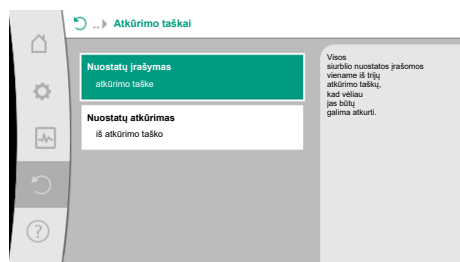 ..▸ Atkūrimo taškai
Nuostatų įrašymas
atkūrimo taške
Nuostatų atkūrimas
iš atkūrimo taško
Visos
siurblio nuostatos įrašomos
viename iš trijų
atkūrimo taškų,
kad vėliau
jas būtų
galima atkurti.
?